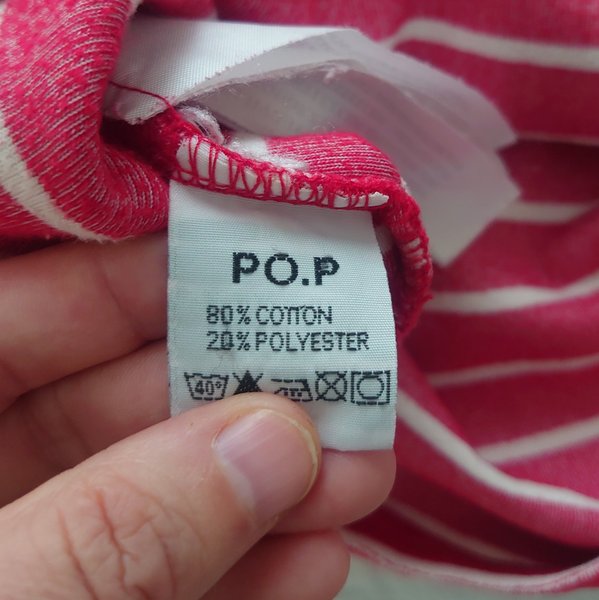 PO.P
80% COTTON
20% POLYESTER
40°